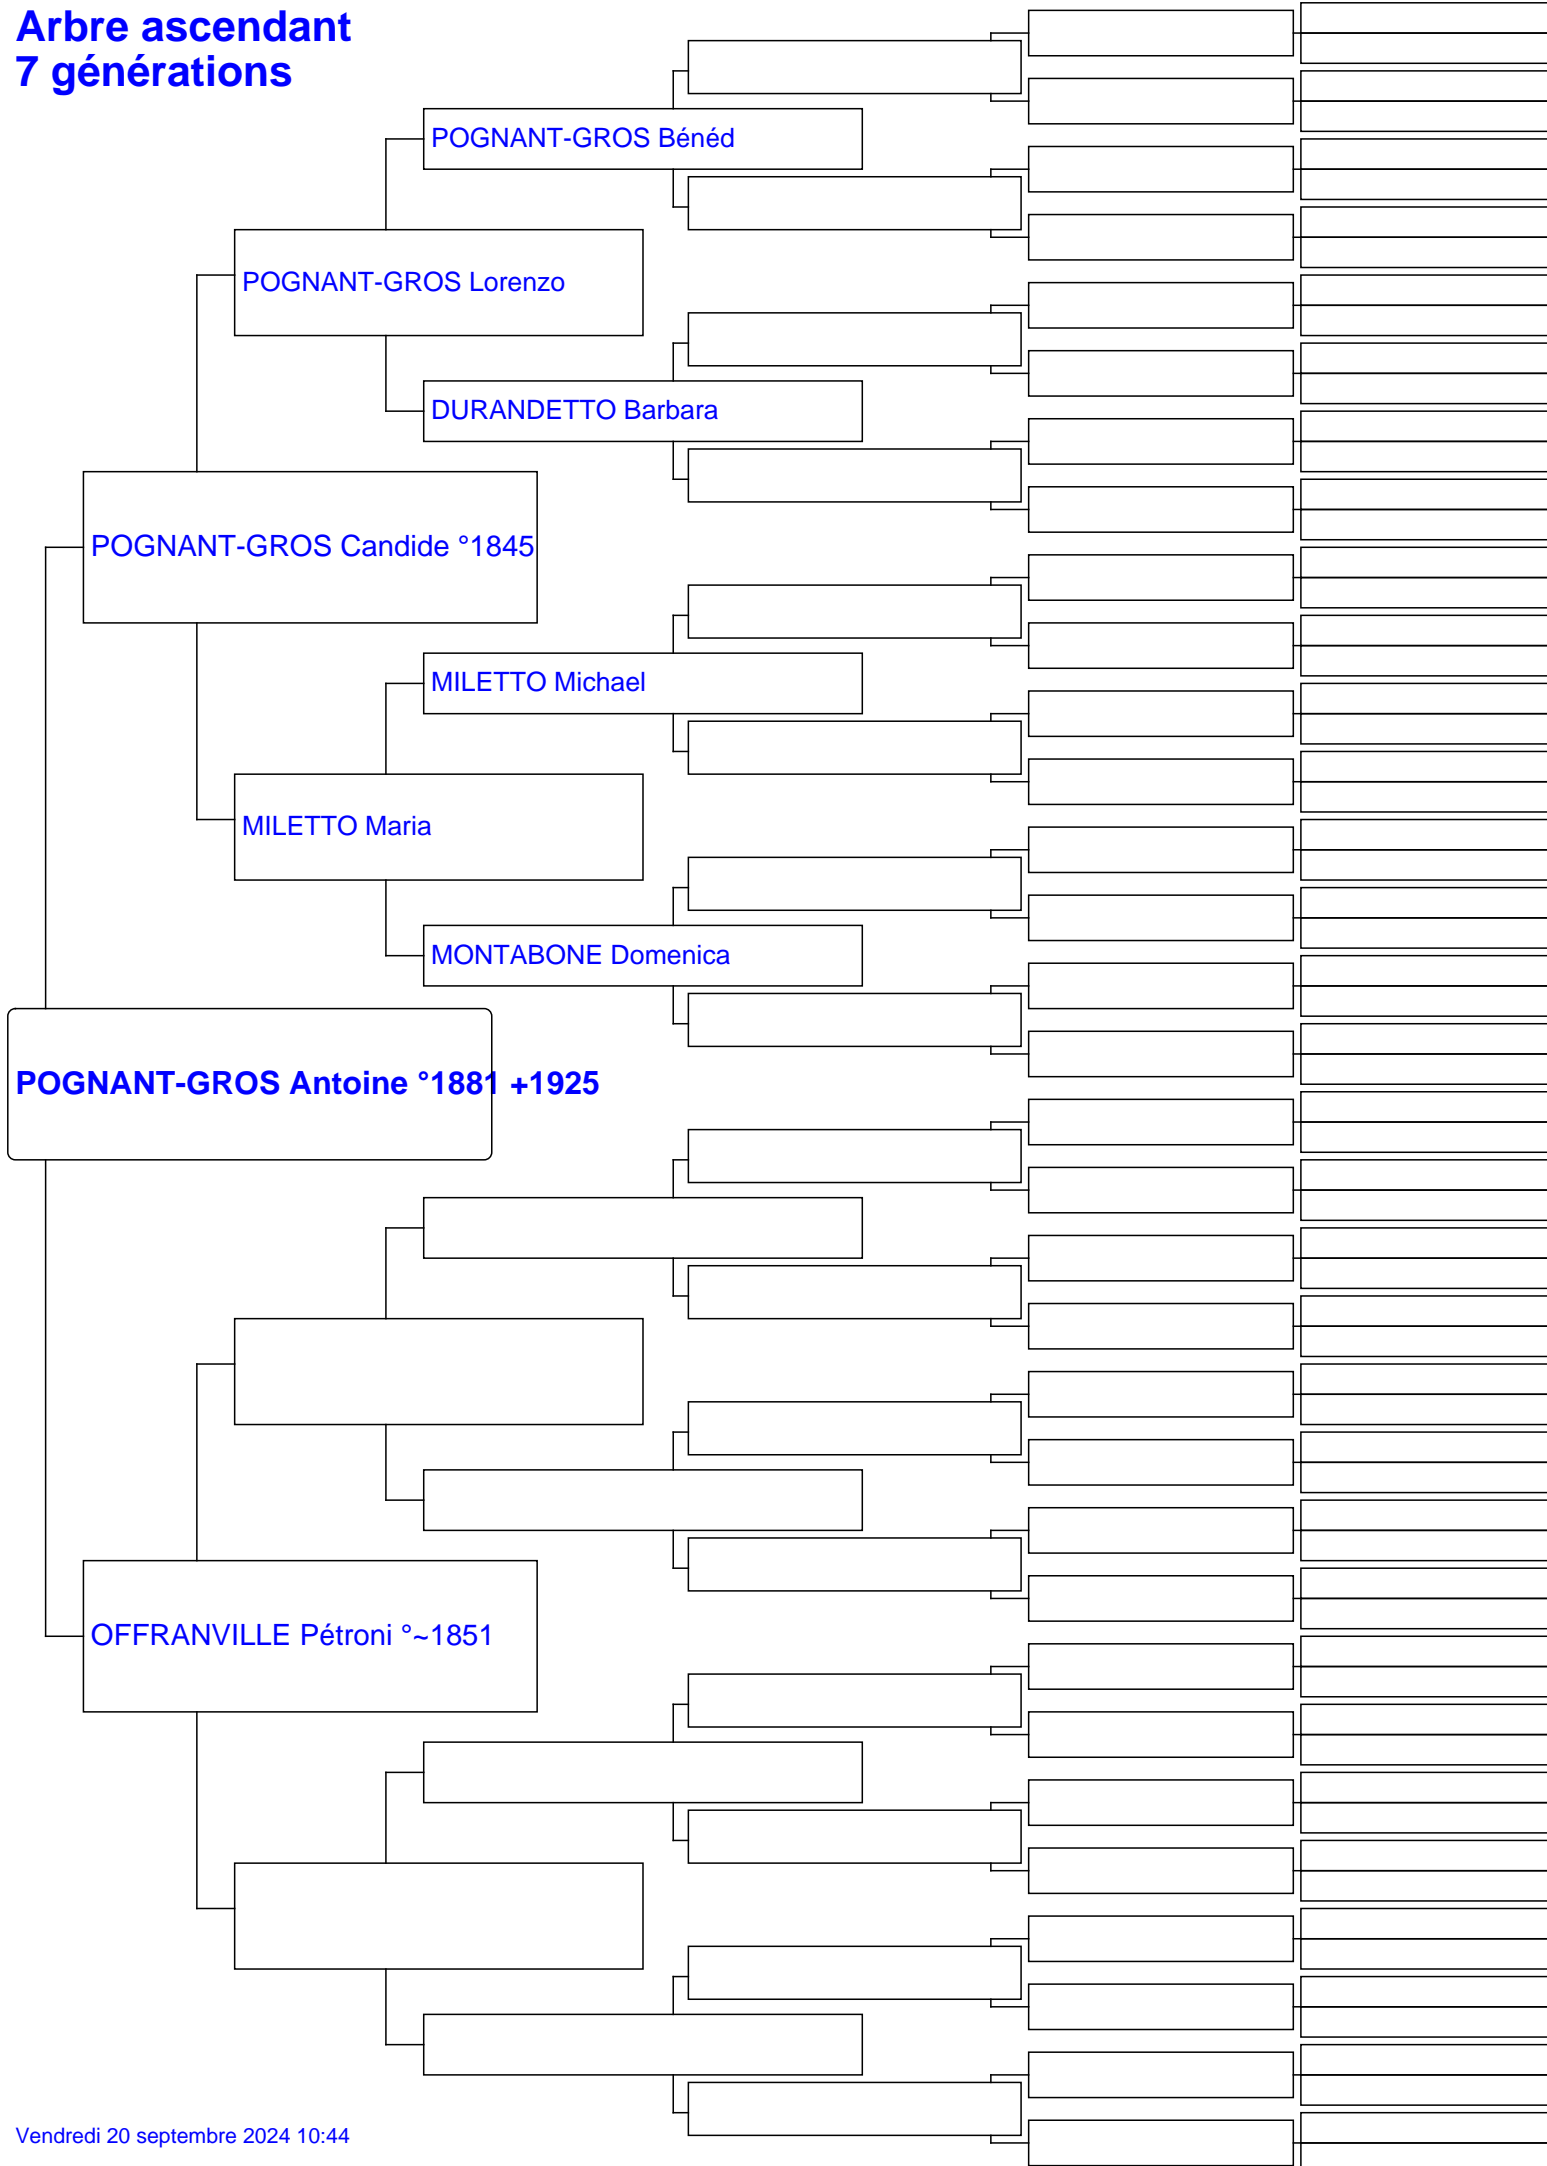 Arbre ascendant
7 générations
POGNANT-GROS Bénéd
POGNANT-GROS Lorenzo
DURANDETTO Barbara
POGNANT-GROS Candide °1845
MILETTO Michael
MILETTO Maria
MONTABONE Domenica
POGNANT-GROS Antoine °1881 +1925
OFFRANVILLE Pétroni °~1851
Vendredi 20 septembre 2024 10:44